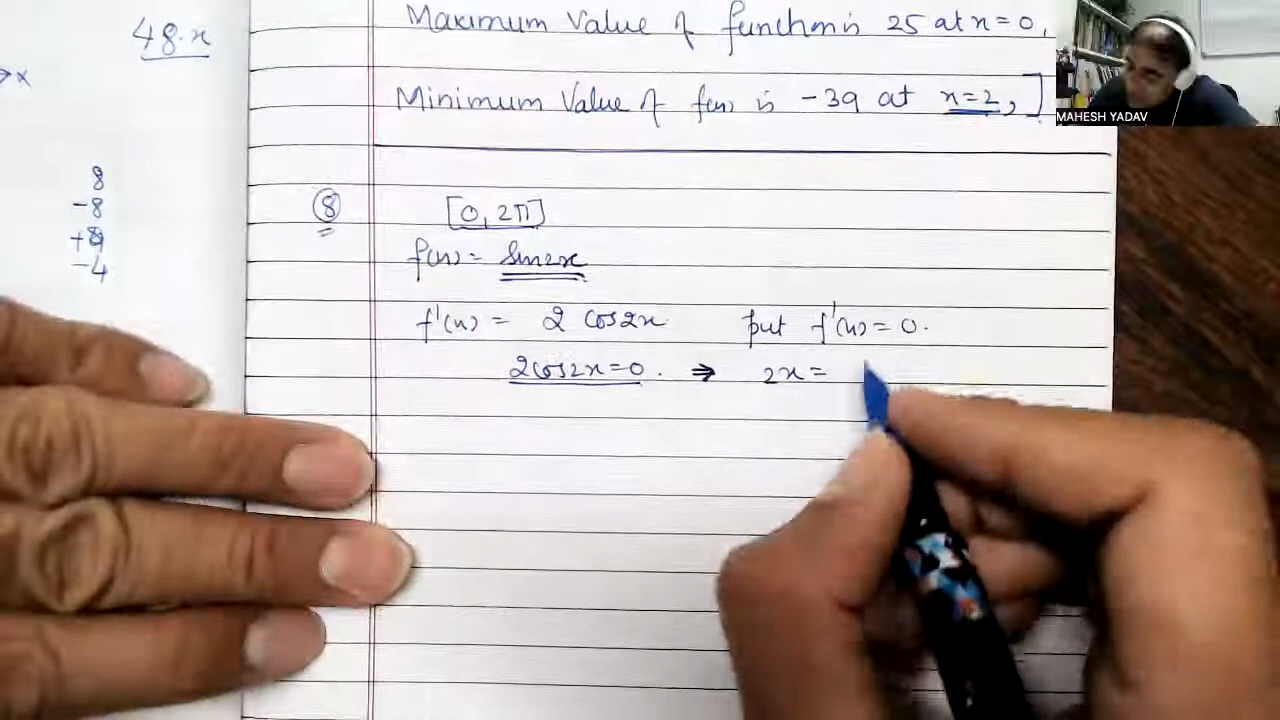 48.x
→ x
8
-8
+8
-4
Maximum Value of function is 25 at x=0,
Minimum Value of f(x) is -39 at x=2,]
MAHESH YADAV
8 [0, 2π]
f(x) = Sin2x
f'(x) = 2 cos2x put f'(x) = 0.
2cos2x=0. ⇒ 2x =